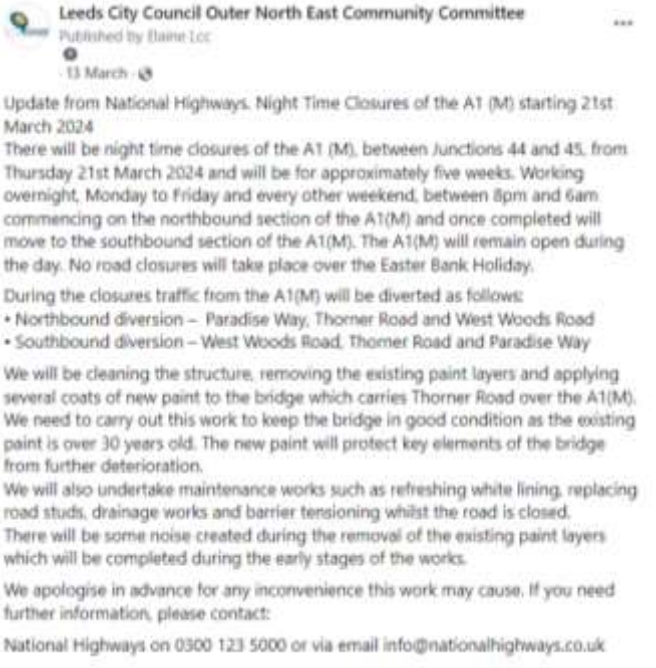 Leeds City Council Outer North East Community Committee
Published by Elaine Lcc
13 March
Update from National Highways. Night Time Closures of the A1 (M) starting 21st
March 2024
There will be night time closures of the A1 (M), between Junctions 44 and 45, from
Thursday 21st March 2024 and will be for approximately five weeks. Working
overnight, Monday to Friday and every other weekend, between 8pm and 6am
commencing on the northbound section of the A1(M) and once completed will
move to the southbound section of the A1(M). The A1(M) will remain open during
the day. No road closures will take place over the Easter Bank Holiday.
During the closures traffic from the A1(M) will be diverted as follows:
• Northbound diversion – Paradise Way, Thorner Road and West Woods Road
• Southbound diversion – West Woods Road, Thorner Road and Paradise Way
We will be cleaning the structure, removing the existing paint layers and applying
several coats of new paint to the bridge which carries Thorner Road over the A1(M).
We need to carry out this work to keep the bridge in good condition as the existing
paint is over 30 years old. The new paint will protect key elements of the bridge
from further deterioration.
We will also undertake maintenance works such as refreshing white lining, replacing
road studs, drainage works and barrier tensioning whilst the road is closed.
There will be some noise created during the removal of the existing paint layers
which will be completed during the early stages of the works.
We apologise in advance for any inconvenience this work may cause. If you need
further information, please contact:
National Highways on 0300 123 5000 or via email info@nationalhighways.co.uk